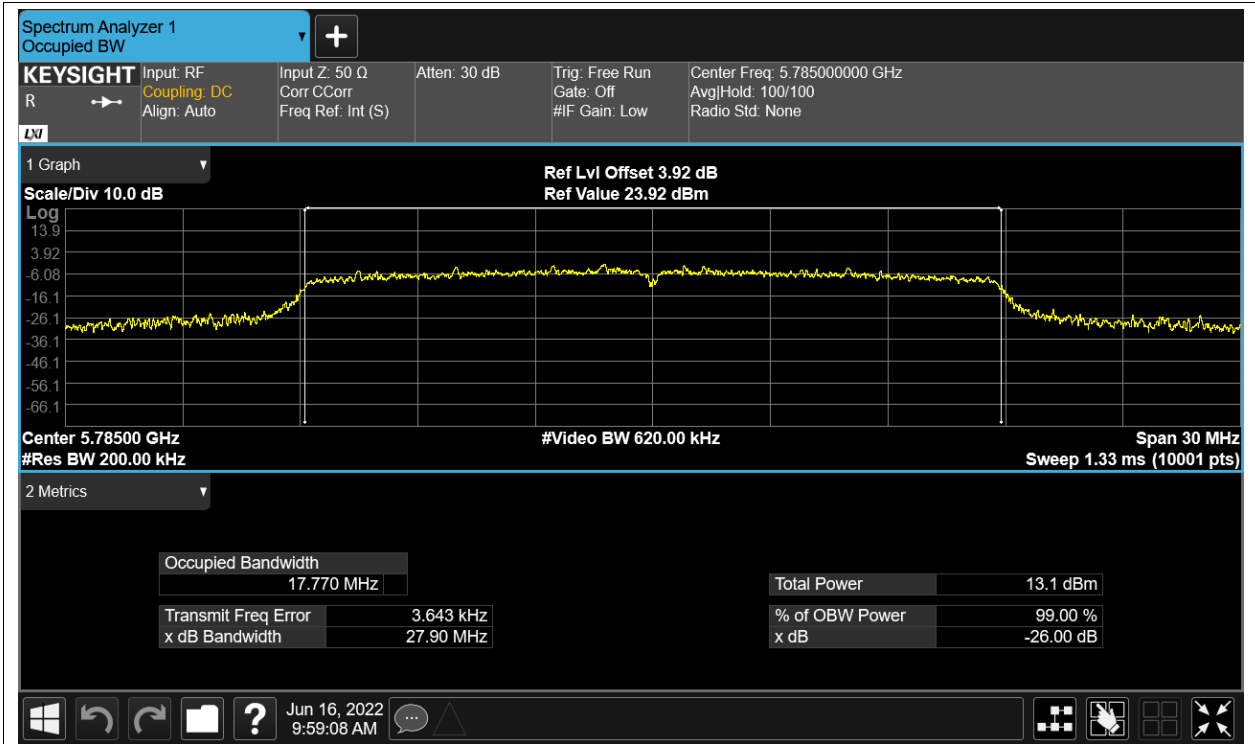 Spectrum Analyzer 1
Occupied BW
KEYSIGHT
R
LXI
Input: RF
Coupling: DC
Align: Auto
Input Z: 50 Ω
Corr CCorr
Freq Ref: Int (S)
Atten: 30 dB
Trig: Free Run
Gate: Off
#IF Gain: Low
Center Freq: 5.785000000 GHz
Avg|Hold: 100/100
Radio Std: None
1 Graph
Scale/Div 10.0 dB
Ref Lvl Offset 3.92 dB
Ref Value 23.92 dBm
Log
13.9
3.92
-6.08
-16.1
-26.1
-36.1
-46.1
-56.1
-66.1
Center 5.78500 GHz
#Res BW 200.00 kHz
#Video BW 620.00 kHz
Span 30 MHz
Sweep 1.33 ms (10001 pts)
2 Metrics
Occupied Bandwidth
17.770 MHz
Transmit Freq Error 3.643 kHz
x dB Bandwidth 27.90 MHz
Total Power 13.1 dBm
% of OBW Power 99.00 %
x dB -26.00 dB
?
Jun 16, 2022
9:59:08 AM